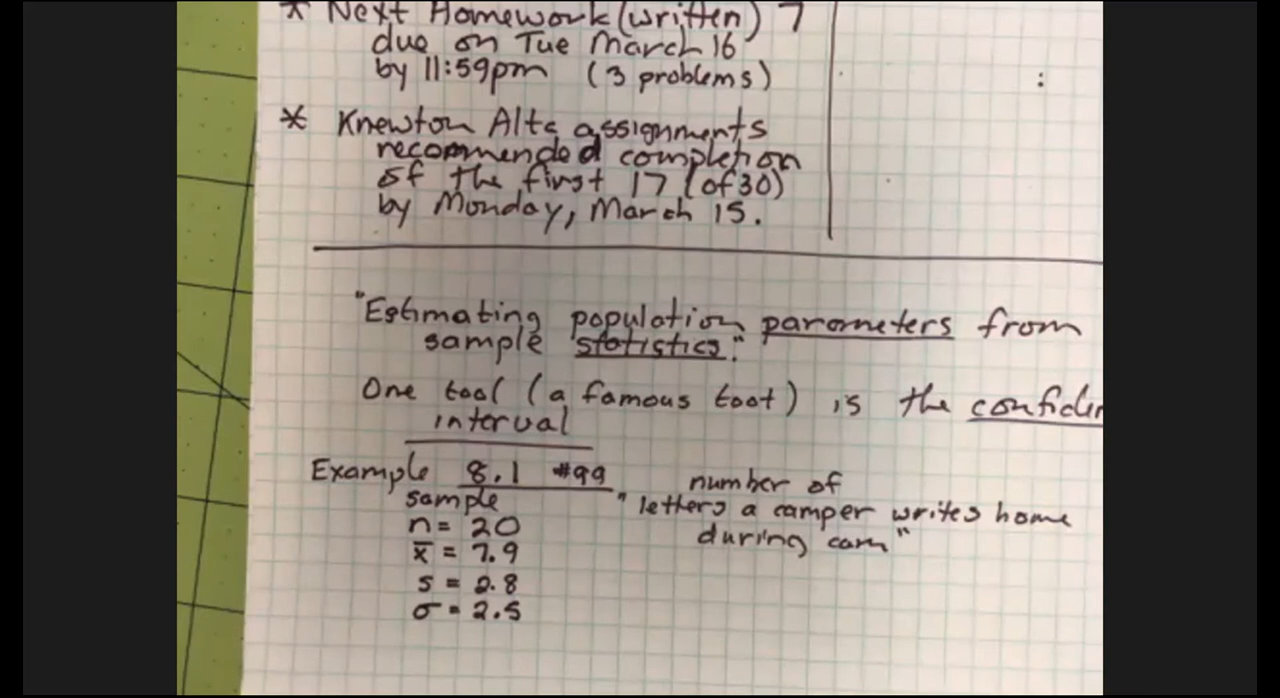 * Next Homework (written) 7
due on Tue March 16
by 11:59pm (3 problems)
* Knewton Alta assignments
recommended completion
of the first 17 (of 30)
by Monday, March 15.
:
"Estimating population parameters from
sample statistics."
One tool (a famous toot) is the confiden
interval
Example 8.1 #99
sample
n = 20
x̄ = 7.9
s = 2.8
σ = 2.5
number of
"letters a camper writes home
during cam"